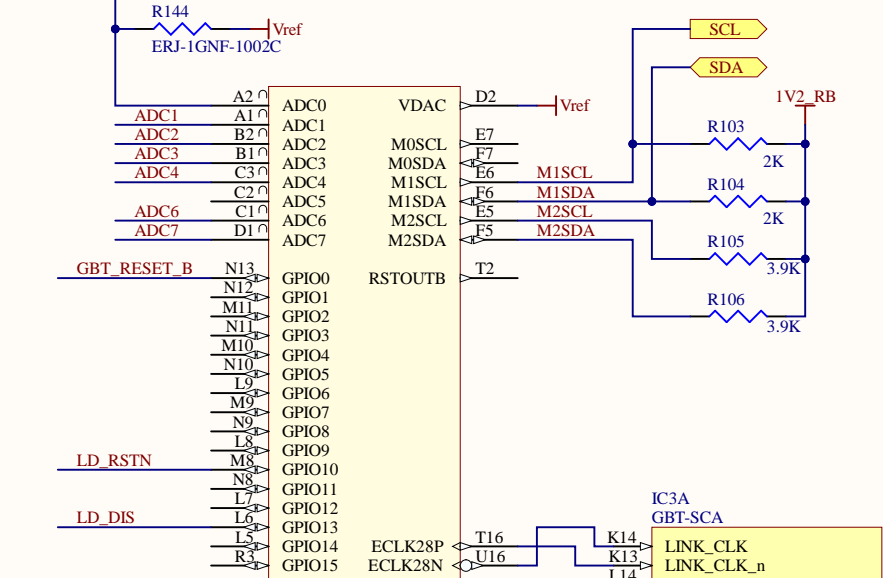 R144
ERJ-1GNF-1002C
Vref
SCL
SDA
1V2_RB
A2 ADC0 VDAC D2 Vref
ADC1 A1 ADC1
ADC2 B2 ADC2 M0SCL E7
ADC3 B1 ADC3 M0SDA F7
ADC4 C3 ADC4 M1SCL E6 M1SCL
C2 ADC5 M1SDA F6 M1SDA
ADC6 C1 ADC6 M2SCL E5 M2SCL
ADC7 D1 ADC7 M2SDA F5 M2SDA
R103
2K
R104
2K
R105
3.9K
R106
3.9K
GBT_RESET_B N13 GPIO0 RSTOUTB T2
N12 GPIO1
M11 GPIO2
N11 GPIO3
M10 GPIO4
N10 GPIO5
L9 GPIO6
M9 GPIO7
N9 GPIO8
L8 GPIO9
LD_RSTN M8 GPIO10
N8 GPIO11
L7 GPIO12
LD_DIS L6 GPIO13
L5 GPIO14 ECLK28P T16
R3 GPIO15 ECLK28N U16
IC3A
GBT-SCA
K14 LINK_CLK
K13 LINK_CLK_n
L14